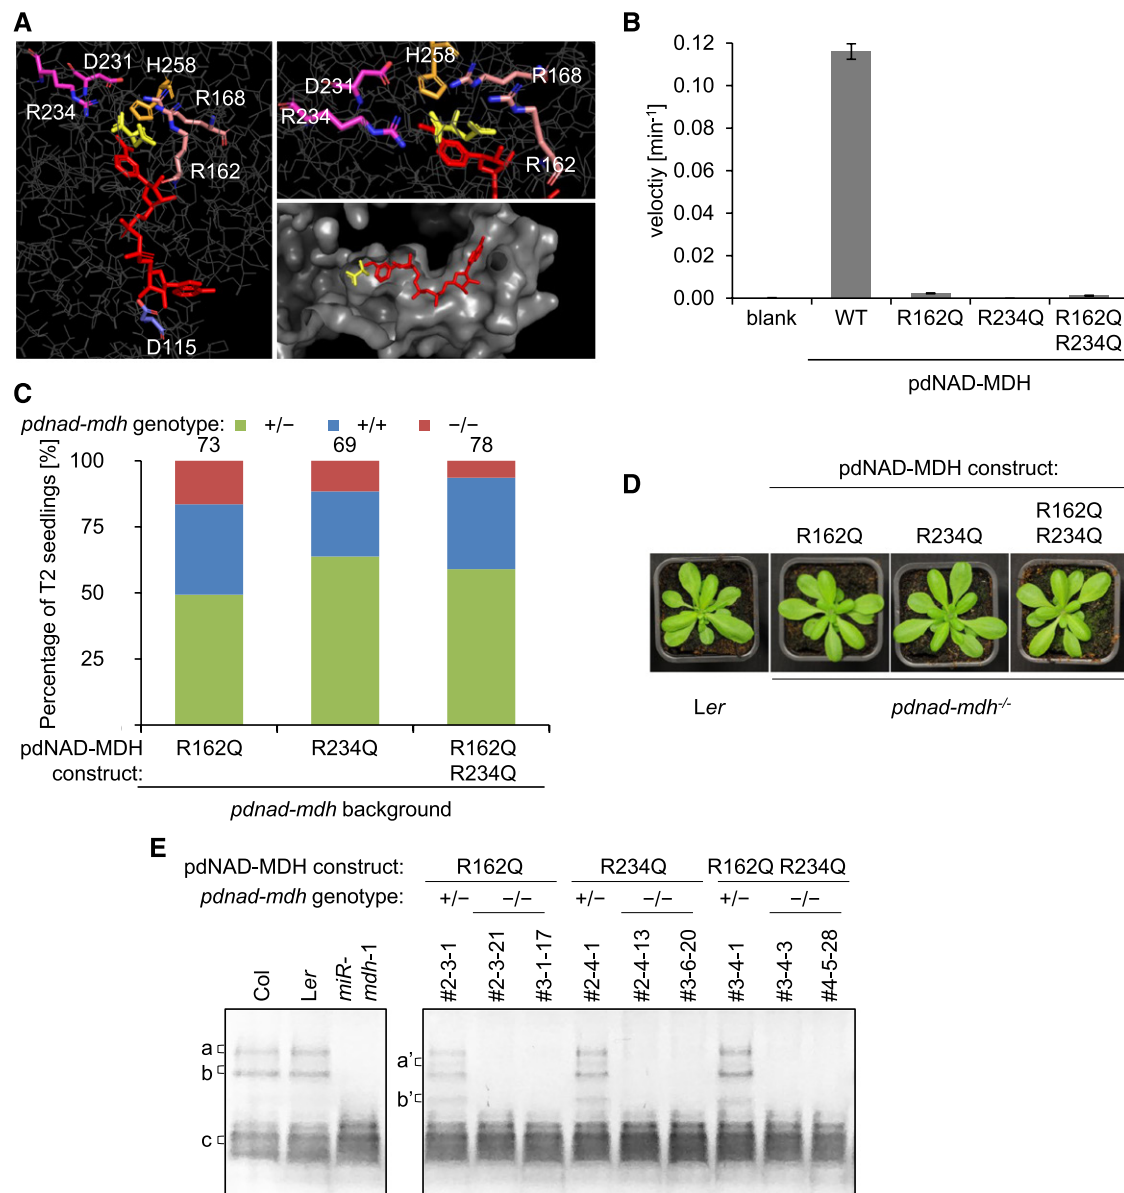 A
D231
H258
R168
R234
R162
D115
H258
R168
D231
R234
R162
B
veloctiy [min-1]
0.12
0.10
0.08
0.06
0.04
0.02
0.00
blank
WT
R162Q
R234Q
R162Q
R234Q
pdNAD-MDH
C
pdnad-mdh genotype: +/− +/+ −/−
73 69 78
Percentage of T2 seedlings [%]
100
75
50
25
pdNAD-MDH construct:
R162Q
R234Q
R162Q
R234Q
pdnad-mdh background
D
pdNAD-MDH construct:
R162Q
R234Q
R162Q
R234Q
Ler
pdnad-mdh-/-
E
pdNAD-MDH construct: R162Q R234Q R162Q R234Q
pdnad-mdh genotype: +/− −/− +/− −/− +/− −/−
Col
Ler
miR-mdh-1
#2-3-1
#2-3-21
#3-1-17
#2-4-1
#2-4-13
#3-6-20
#3-4-1
#3-4-3
#4-5-28
a
b
c
a'
b'